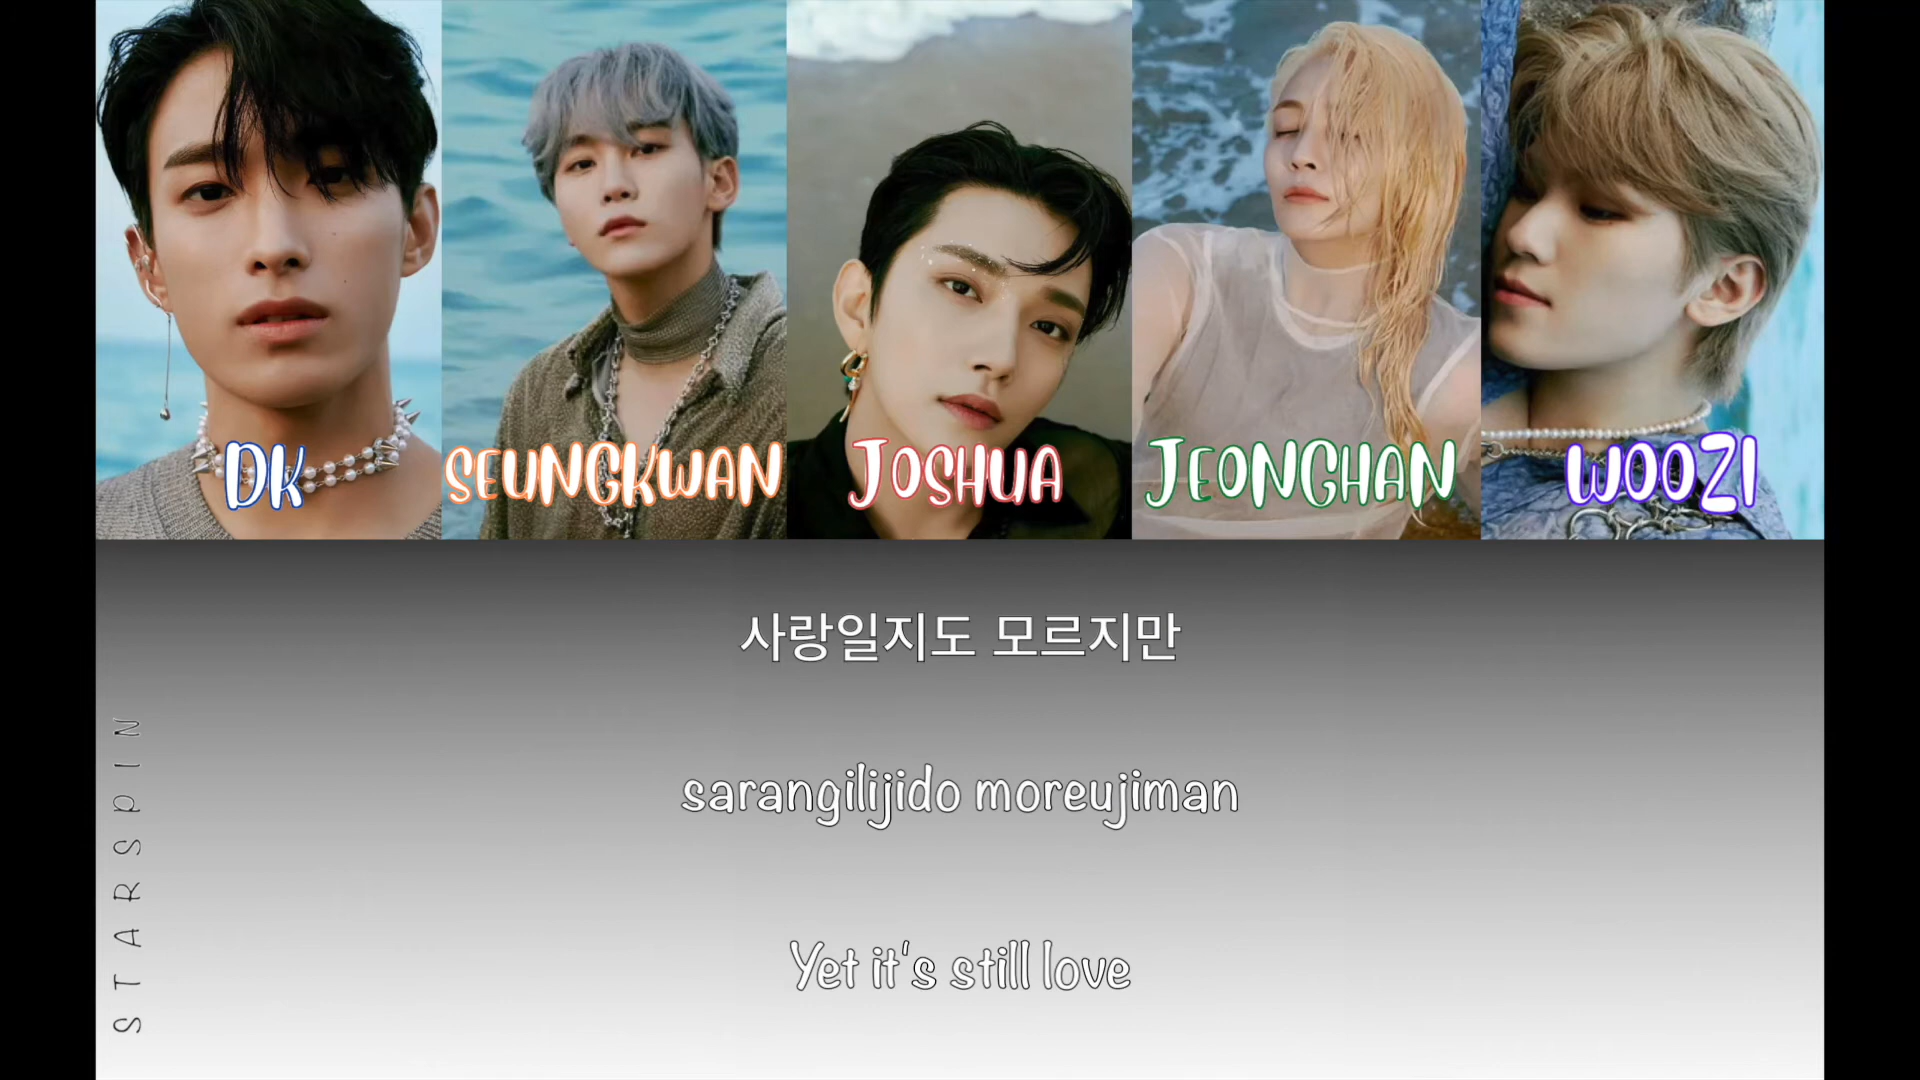 DK
SEUNGKWAN
JOSHUA
JEONGHAN
WOOZI
사랑일지도 모르지만
sarangilijido moreujiman
Yet it's still love
STARSPIN